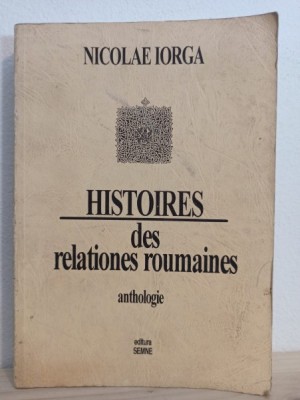 NICOLAE IORGA
HISTOIRES
des
relationes roumaines
anthologie
editura
SEMNE